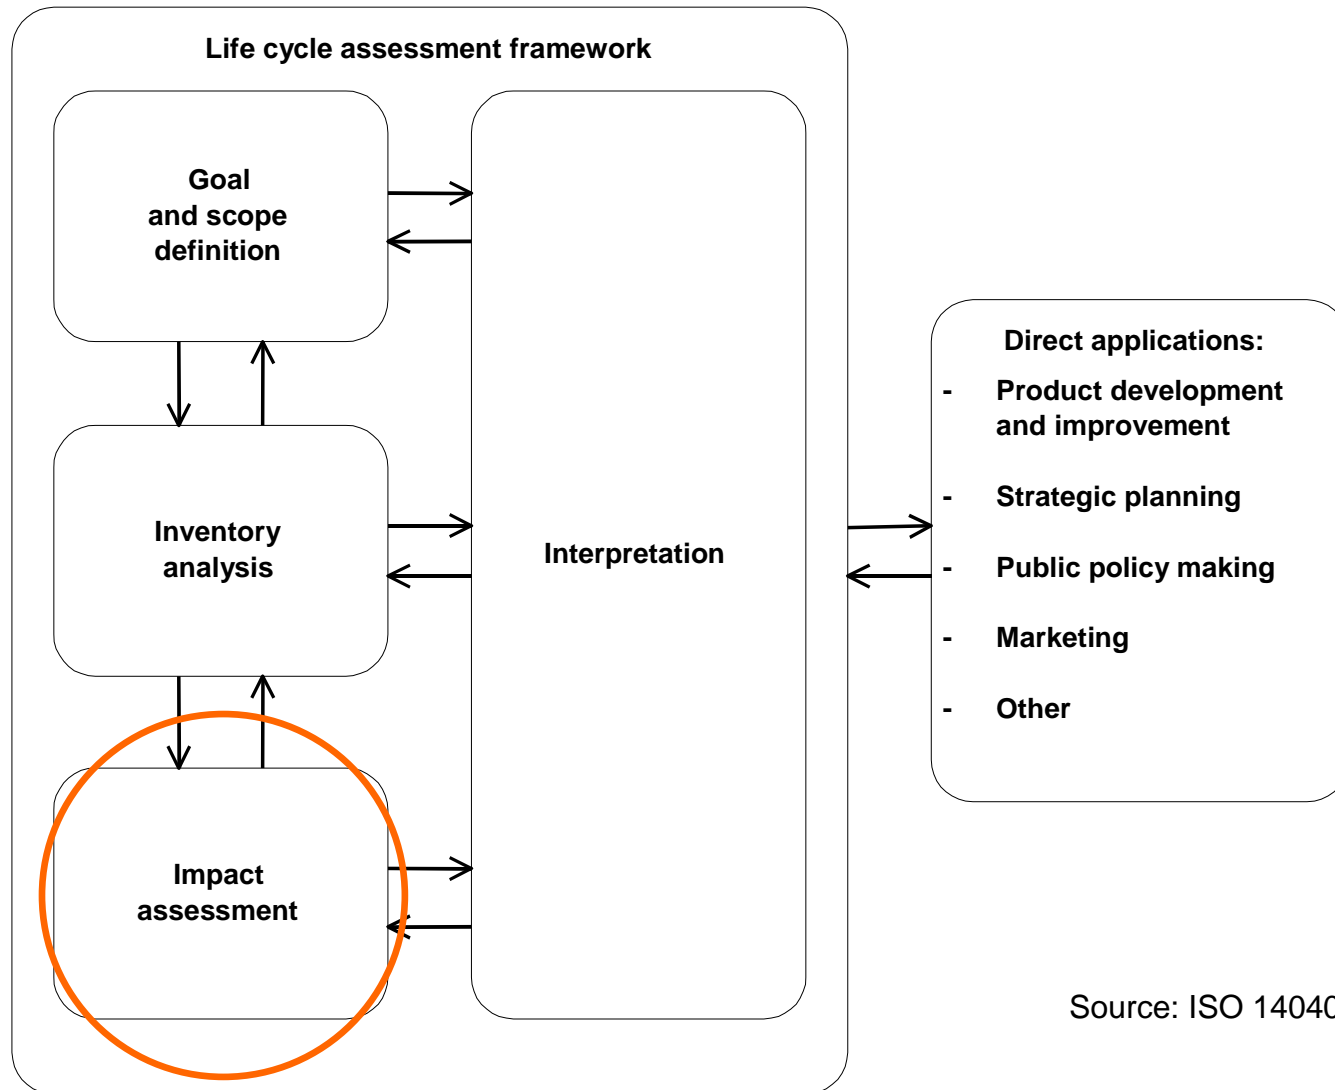 Life cycle assessment framework
Goal
and scope
definition
Inventory
analysis
Impact
assessment
Interpretation
Direct applications:
- Product development
and improvement
- Strategic planning
- Public policy making
- Marketing
- Other
Source: ISO 14040